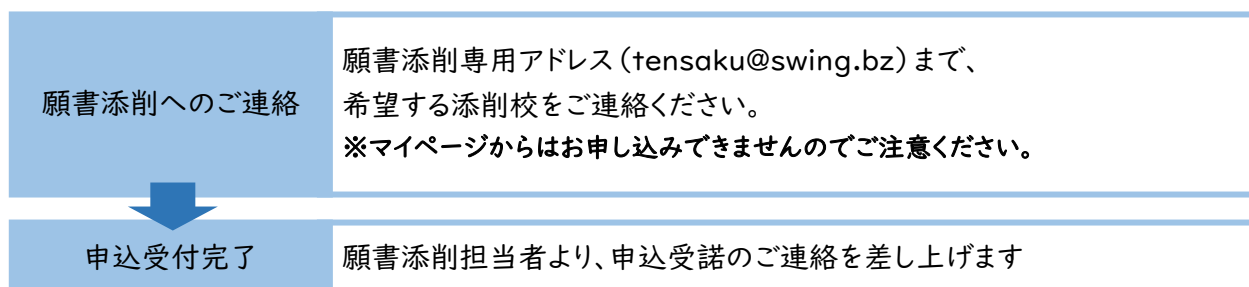 願書添削へのご連絡
願書添削専用アドレス（tensaku@swing.bz）まで、
希望する添削校をご連絡ください。
※マイページからはお申し込みできませんのでご注意ください。
申込受付完了
願書添削担当者より、申込受諾のご連絡を差し上げます